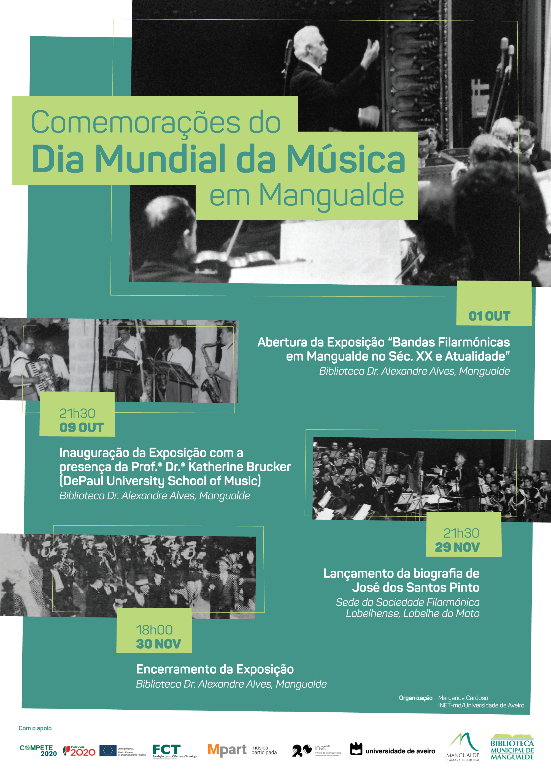 Comemorações do
Dia Mundial da Música
em Mangualde
01 OUT
Abertura da Exposição "Bandas Filarmónicas
em Mangualde no Séc. XX e Atualidade"
Biblioteca Dr. Alexandre Alves, Mangualde
21h30
09 OUT
Inauguração da Exposição com a
presença da Prof.ª Dr.ª Katherine Brucker
(DePaul University School of Music)
Biblioteca Dr. Alexandre Alves, Mangualde
21h30
29 NOV
Lançamento da biografia de
José dos Santos Pinto
Sede da Sociedade Filarmónica
Lobelhense, Lobelhe do Mato
18h00
30 NOV
Encerramento da Exposição
Biblioteca Dr. Alexandre Alves, Mangualde
Organização Margarida Cardoso
INET-md/Universidade de Aveiro
Com o apoio
COMPETE
2020
2020
FCT
Mpart
música
participada
universidade de aveiro
MANGUALDE
BIBLIOTECA
MUNICIPAL DE
MANGUALDE